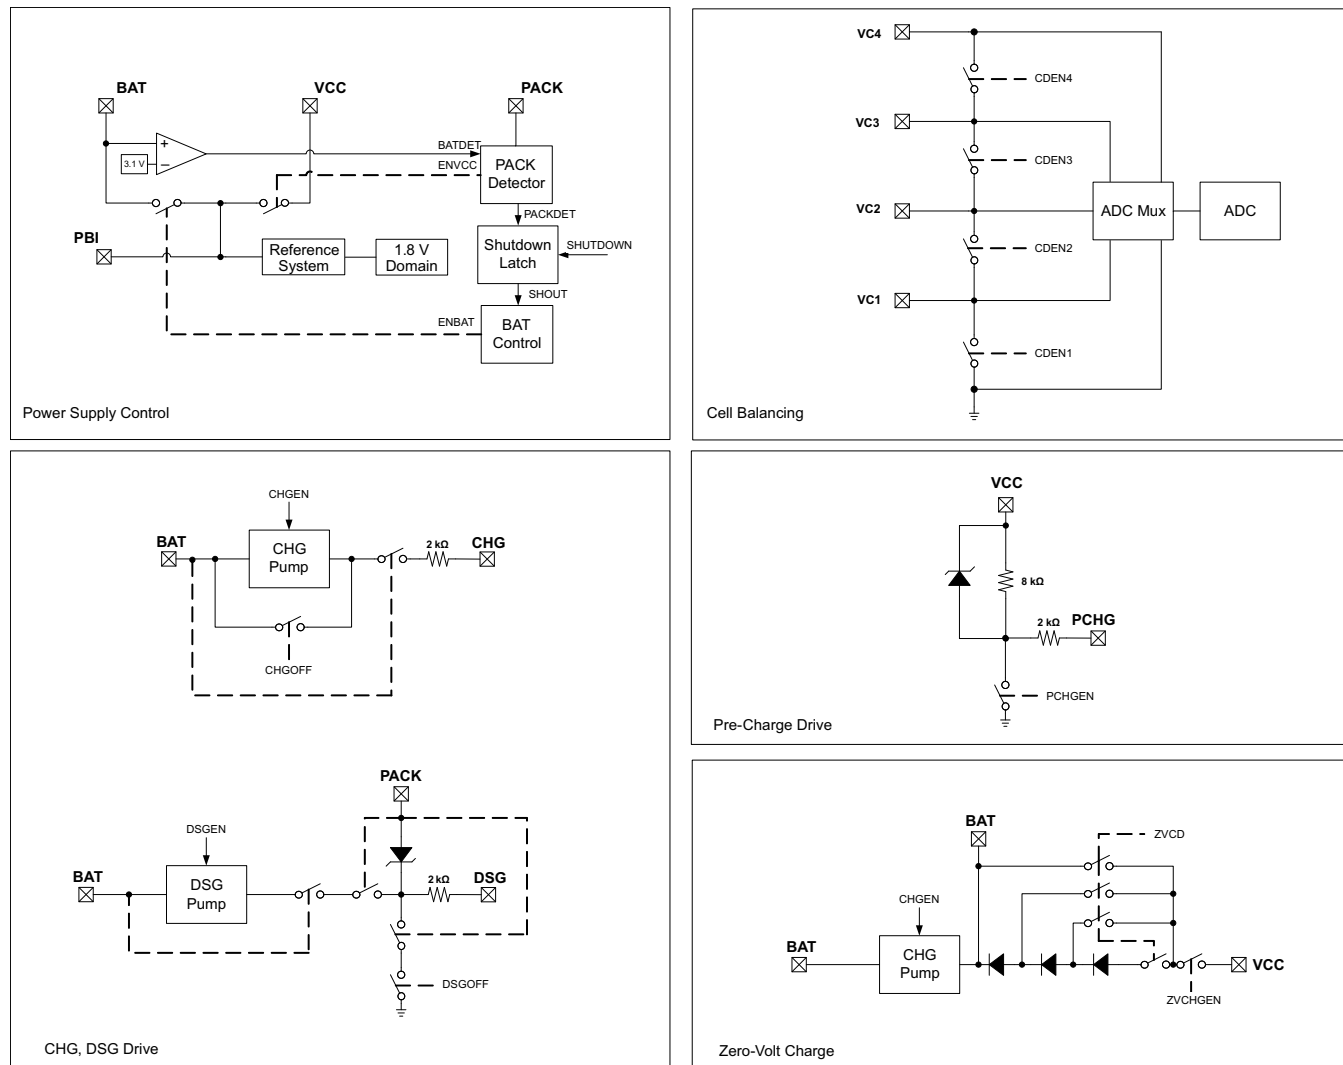 BAT
VCC
PACK
3.1 V
+
−
BATDET
ENVCC
PACK
Detector
PACKDET
PBI
Reference
System
1.8 V
Domain
Shutdown
Latch
SHUTDOWN
SHOUT
ENBAT
BAT
Control
Power Supply Control
VC4
CDEN4
VC3
CDEN3
VC2
ADC Mux
ADC
CDEN2
VC1
CDEN1
Cell Balancing
CHGEN
BAT
CHG
Pump
2 kΩ
CHG
CHGOFF
PACK
DSGEN
BAT
DSG
Pump
2 kΩ
DSG
DSGOFF
CHG, DSG Drive
VCC
8 kΩ
2 kΩ
PCHG
PCHGEN
Pre-Charge Drive
BAT
ZVCD
CHGEN
BAT
CHG
Pump
VCC
ZVCHGEN
Zero-Volt Charge